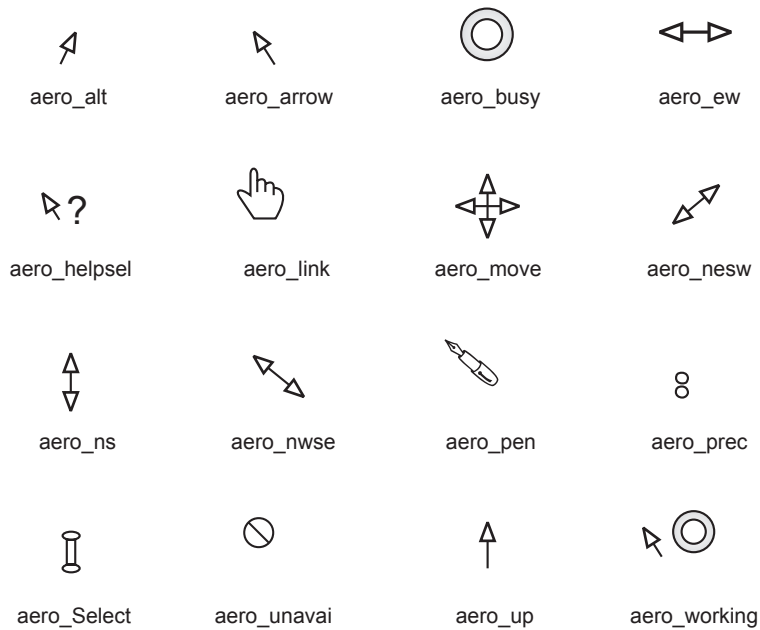 aero_alt aero_arrow aero_busy aero_ew
?
aero_helpsel aero_link aero_move aero_nesw
aero_ns aero_nwse aero_pen aero_prec
aero_Select aero_unavai aero_up aero_working